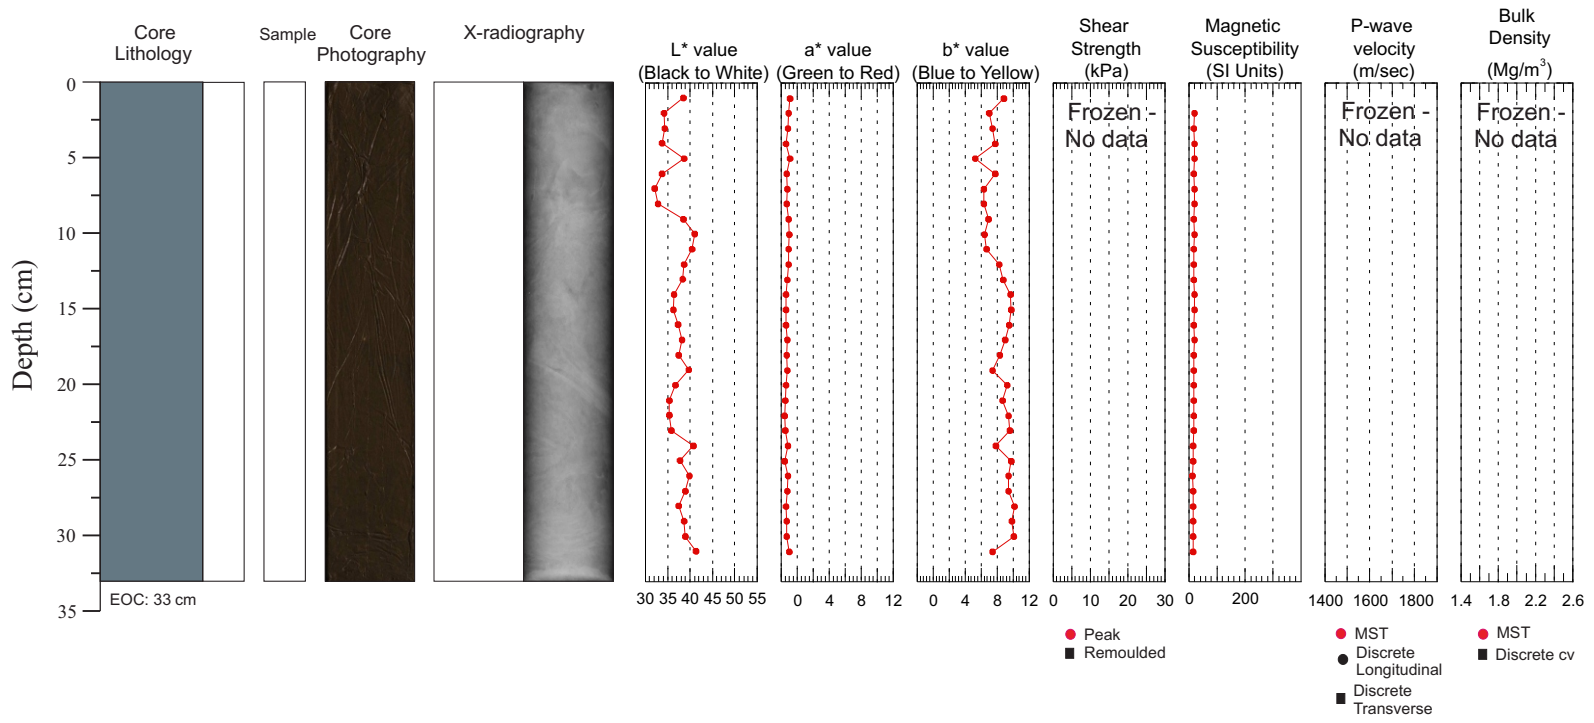 Core
Lithology
Sample
Core
Photography
X-radiography
L* value
(Black to White)
a* value
(Green to Red)
b* value
(Blue to Yellow)
Shear
Strength
(kPa)
Magnetic
Susceptibility
(SI Units)
P-wave
velocity
(m/sec)
Bulk
Density
(Mg/m³)
Depth (cm)
0
5
10
15
20
25
30
35
EOC: 33 cm
Frozen -
No data
Frozen -
No data
Frozen -
No data
30 35 40 45 50 55
0 4 8 12
0 4 8 12
0 10 20 30
0 200
1400 1600 1800
1.4 1.8 2.2 2.6
Peak
Remoulded
MST
Discrete
Longitudinal
Discrete
Transverse
MST
Discrete cv